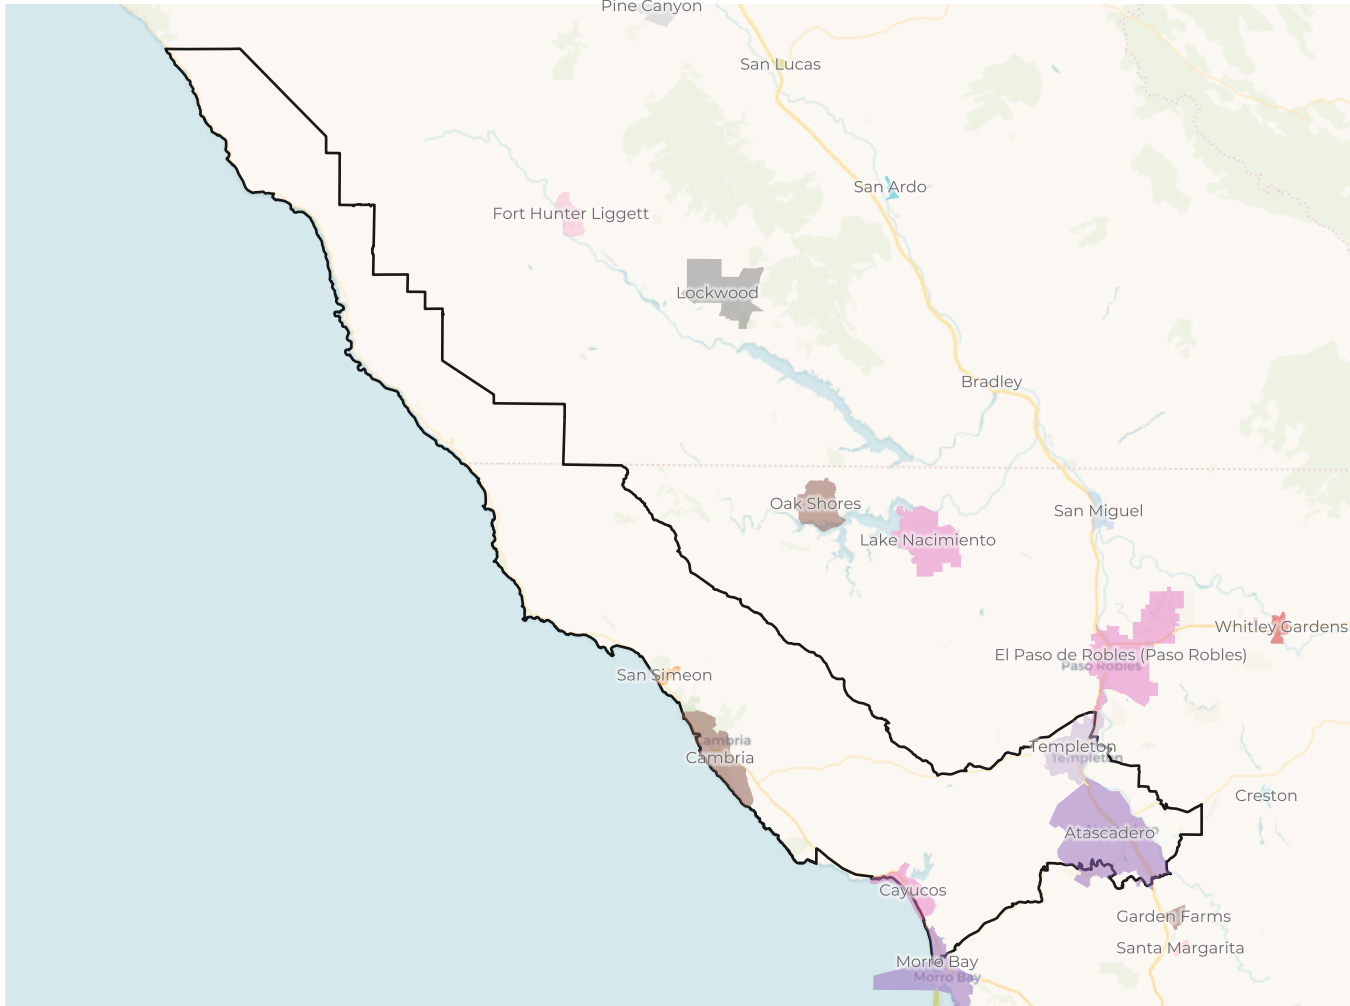 Pine Canyon
San Lucas
San Ardo
Fort Hunter Liggett
Lockwood
Bradley
Oak Shores
San Miguel
Lake Nacimiento
Whitley Gardens
El Paso de Robles (Paso Robles)
Paso Robles
San Simeon
Cambria
Cambria
Templeton
Templeton
Creston
Atascadero
Cayucos
Garden Farms
Santa Margarita
Morro Bay
Morro Bay